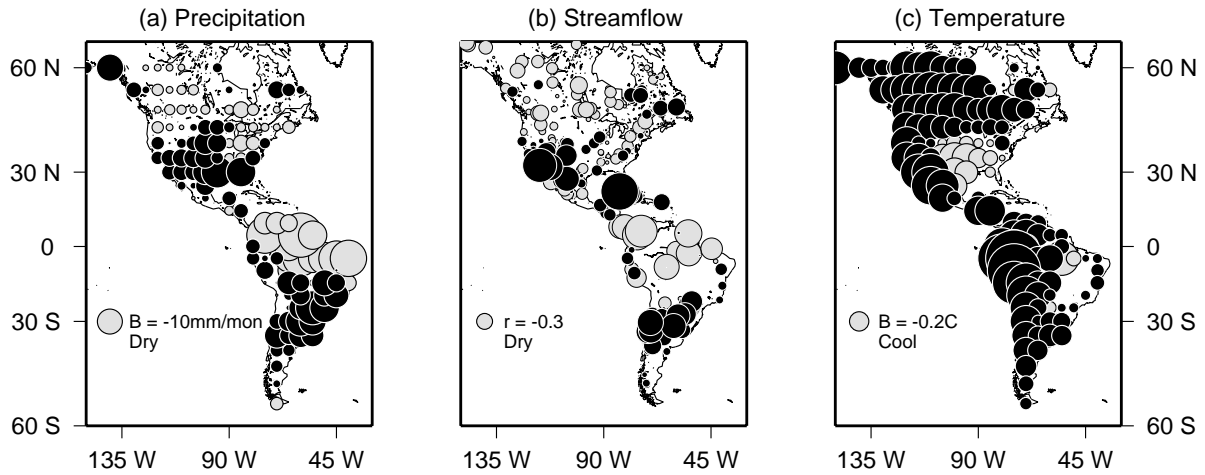 (a) Precipitation
(b) Streamflow
(c) Temperature
60 N
30 N
0
30 S
60 S
B = -10mm/mon
Dry
135 W 90 W 45 W
r = -0.3
Dry
135 W 90 W 45 W
B = -0.2C
Cool
135 W 90 W 45 W
60 N
30 N
0
30 S
60 S